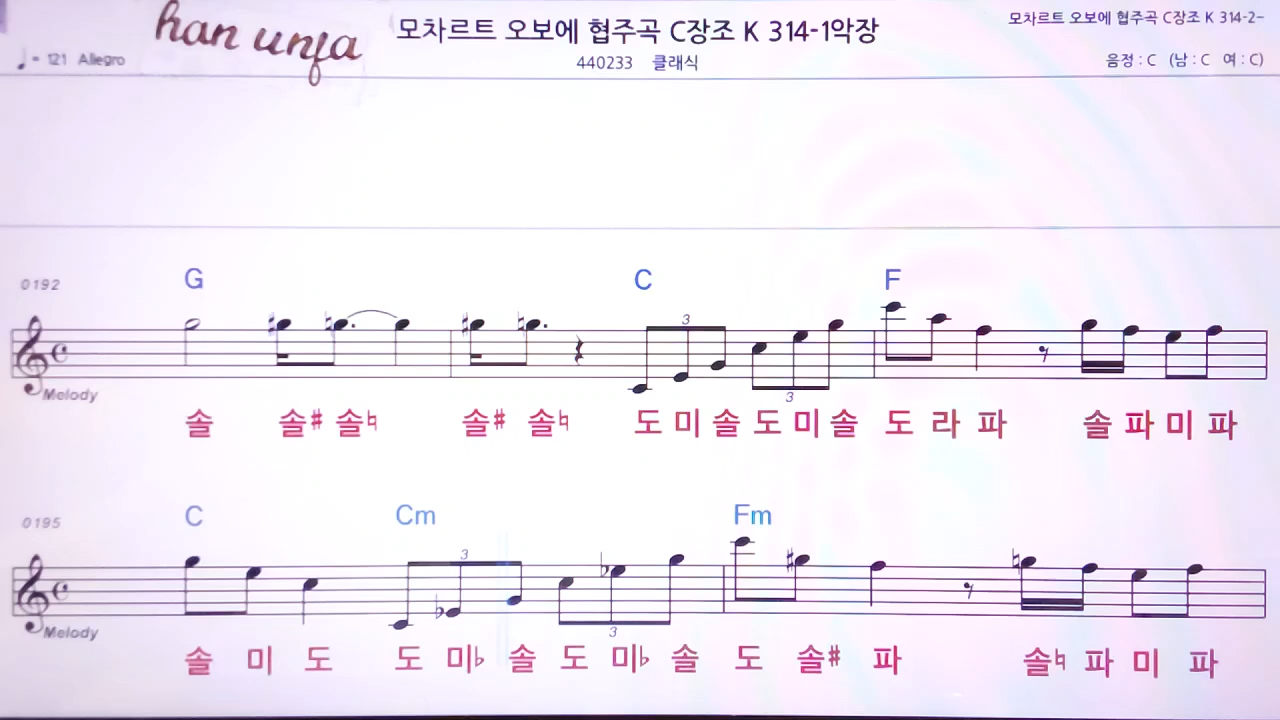 han unfa
모차르트 오보에 협주곡 C장조 K 314-1악장
모차르트 오보에 협주곡 C장조 K 314-2~
♩= 121 Allegro
440233 클래식
음정 : C (남 : C 여 : C)
0192 G C F
3
3
Melody
솔 솔♯ 솔♮ 솔♯ 솔♮ 도 미 솔 도 미 솔 도 라 파 솔 파 미 파
0195 C Cm Fm
3
3
Melody
솔 미 도 도 미♭ 솔 도 미♭ 솔 도 솔♯ 파 솔♮ 파 미 파